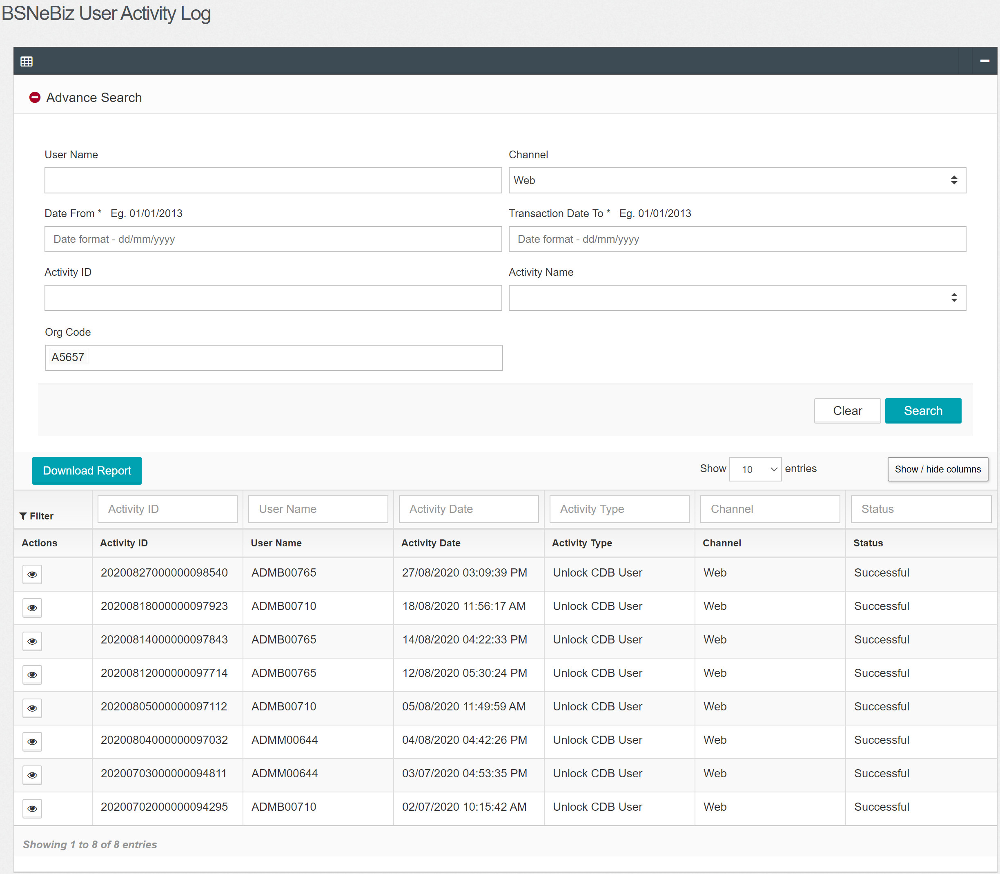 BSNeBiz User Activity Log
Advance Search
User Name
Channel
Web
Date From * Eg. 01/01/2013
Transaction Date To * Eg. 01/01/2013
Date format - dd/mm/yyyy
Date format - dd/mm/yyyy
Activity ID
Activity Name
Org Code
A5657
Clear Search
Download Report
Show 10 entries
Show / hide columns
Filter Activity ID User Name Activity Date Activity Type Channel Status
Actions Activity ID User Name Activity Date Activity Type Channel Status
20200827000000098540 ADMB00765 27/08/2020 03:09:39 PM Unlock CDB User Web Successful
20200818000000097923 ADMB00710 18/08/2020 11:56:17 AM Unlock CDB User Web Successful
20200814000000097843 ADMB00765 14/08/2020 04:22:33 PM Unlock CDB User Web Successful
20200812000000097714 ADMB00765 12/08/2020 05:30:24 PM Unlock CDB User Web Successful
20200805000000097112 ADMB00710 05/08/2020 11:49:59 AM Unlock CDB User Web Successful
20200804000000097032 ADMM00644 04/08/2020 04:42:26 PM Unlock CDB User Web Successful
20200703000000094811 ADMM00644 03/07/2020 04:53:35 PM Unlock CDB User Web Successful
20200702000000094295 ADMB00710 02/07/2020 10:15:42 AM Unlock CDB User Web Successful
Showing 1 to 8 of 8 entries